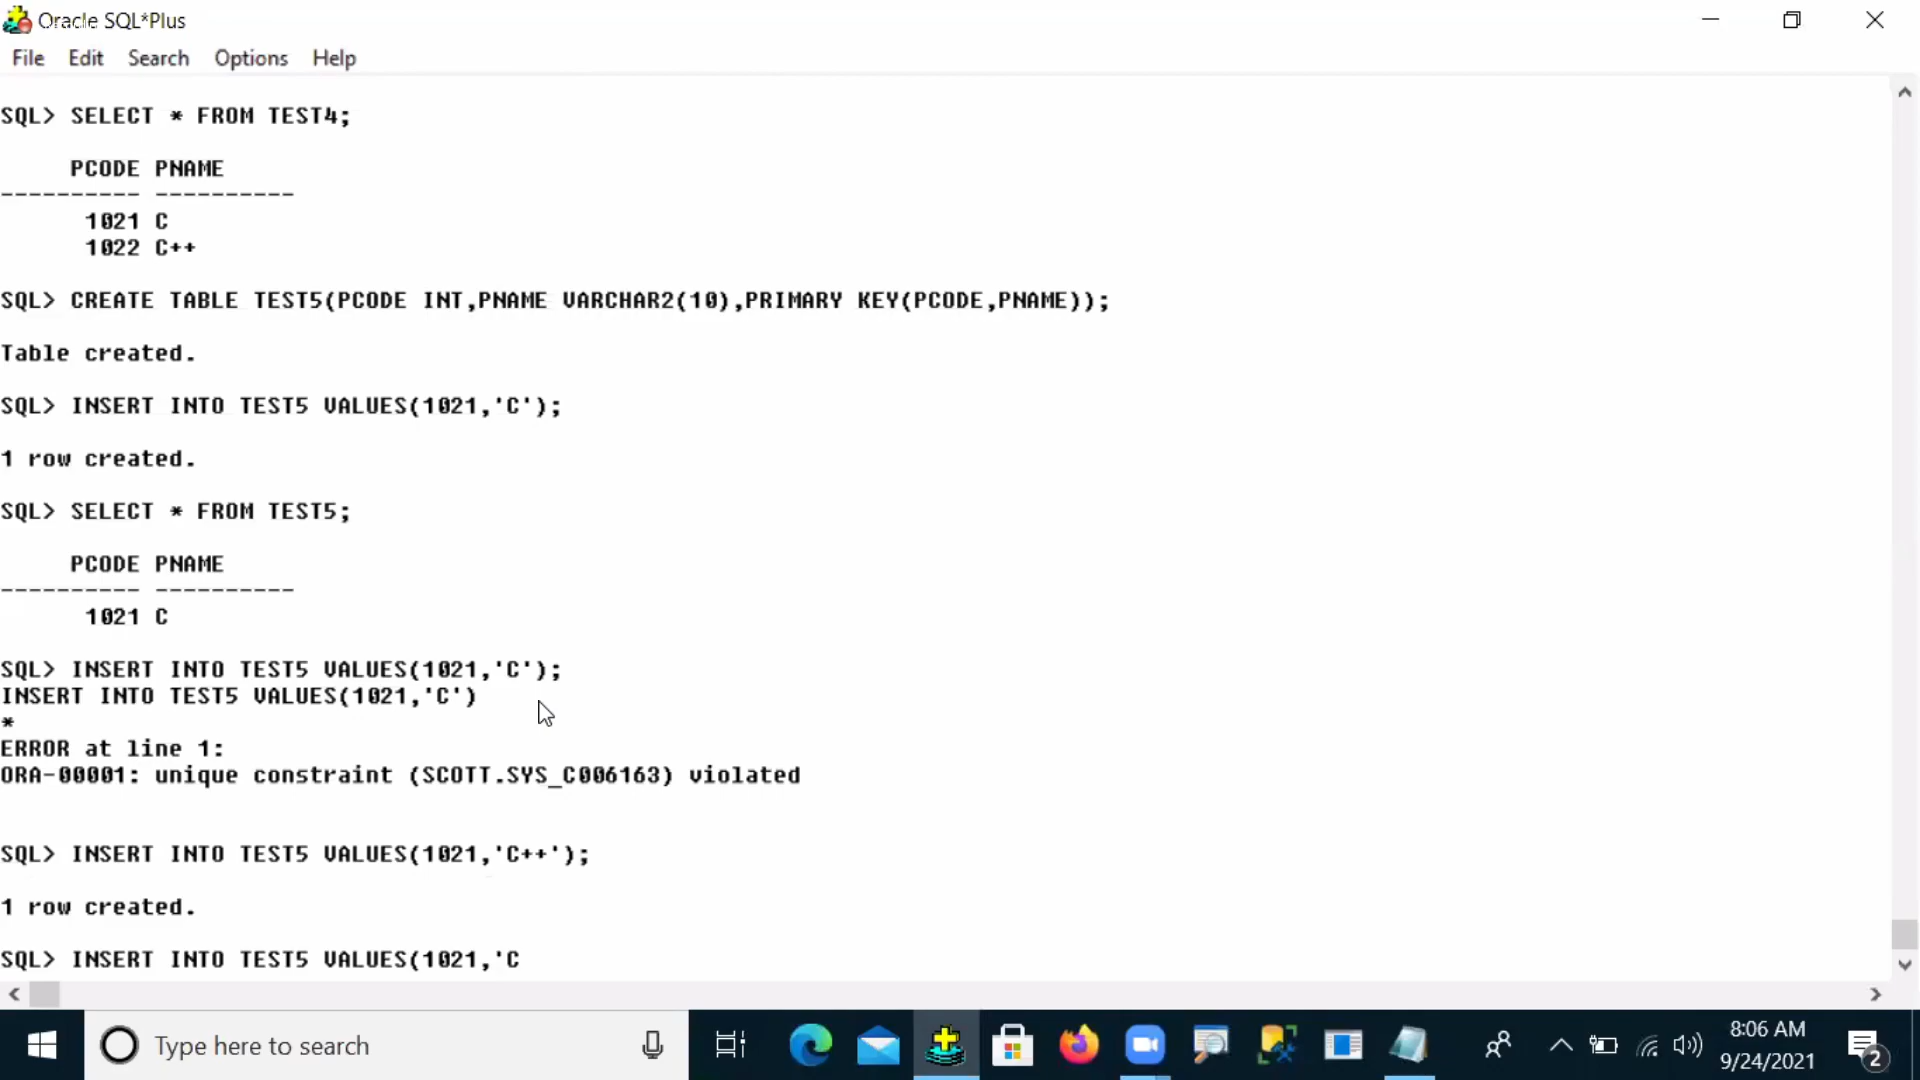 Oracle SQL*Plus
File Edit Search Options Help
SQL> SELECT * FROM TEST4;
PCODE PNAME
---------- ----------
1021 C
1022 C++
SQL> CREATE TABLE TEST5(PCODE INT,PNAME VARCHAR2(10),PRIMARY KEY(PCODE,PNAME));
Table created.
SQL> INSERT INTO TEST5 VALUES(1021,'C');
1 row created.
SQL> SELECT * FROM TEST5;
PCODE PNAME
---------- ----------
1021 C
SQL> INSERT INTO TEST5 VALUES(1021,'C');
INSERT INTO TEST5 VALUES(1021,'C')
*
ERROR at line 1:
ORA-00001: unique constraint (SCOTT.SYS_C006163) violated
SQL> INSERT INTO TEST5 VALUES(1021,'C++');
1 row created.
SQL> INSERT INTO TEST5 VALUES(1021,'C
Type here to search
8:06 AM
9/24/2021
2